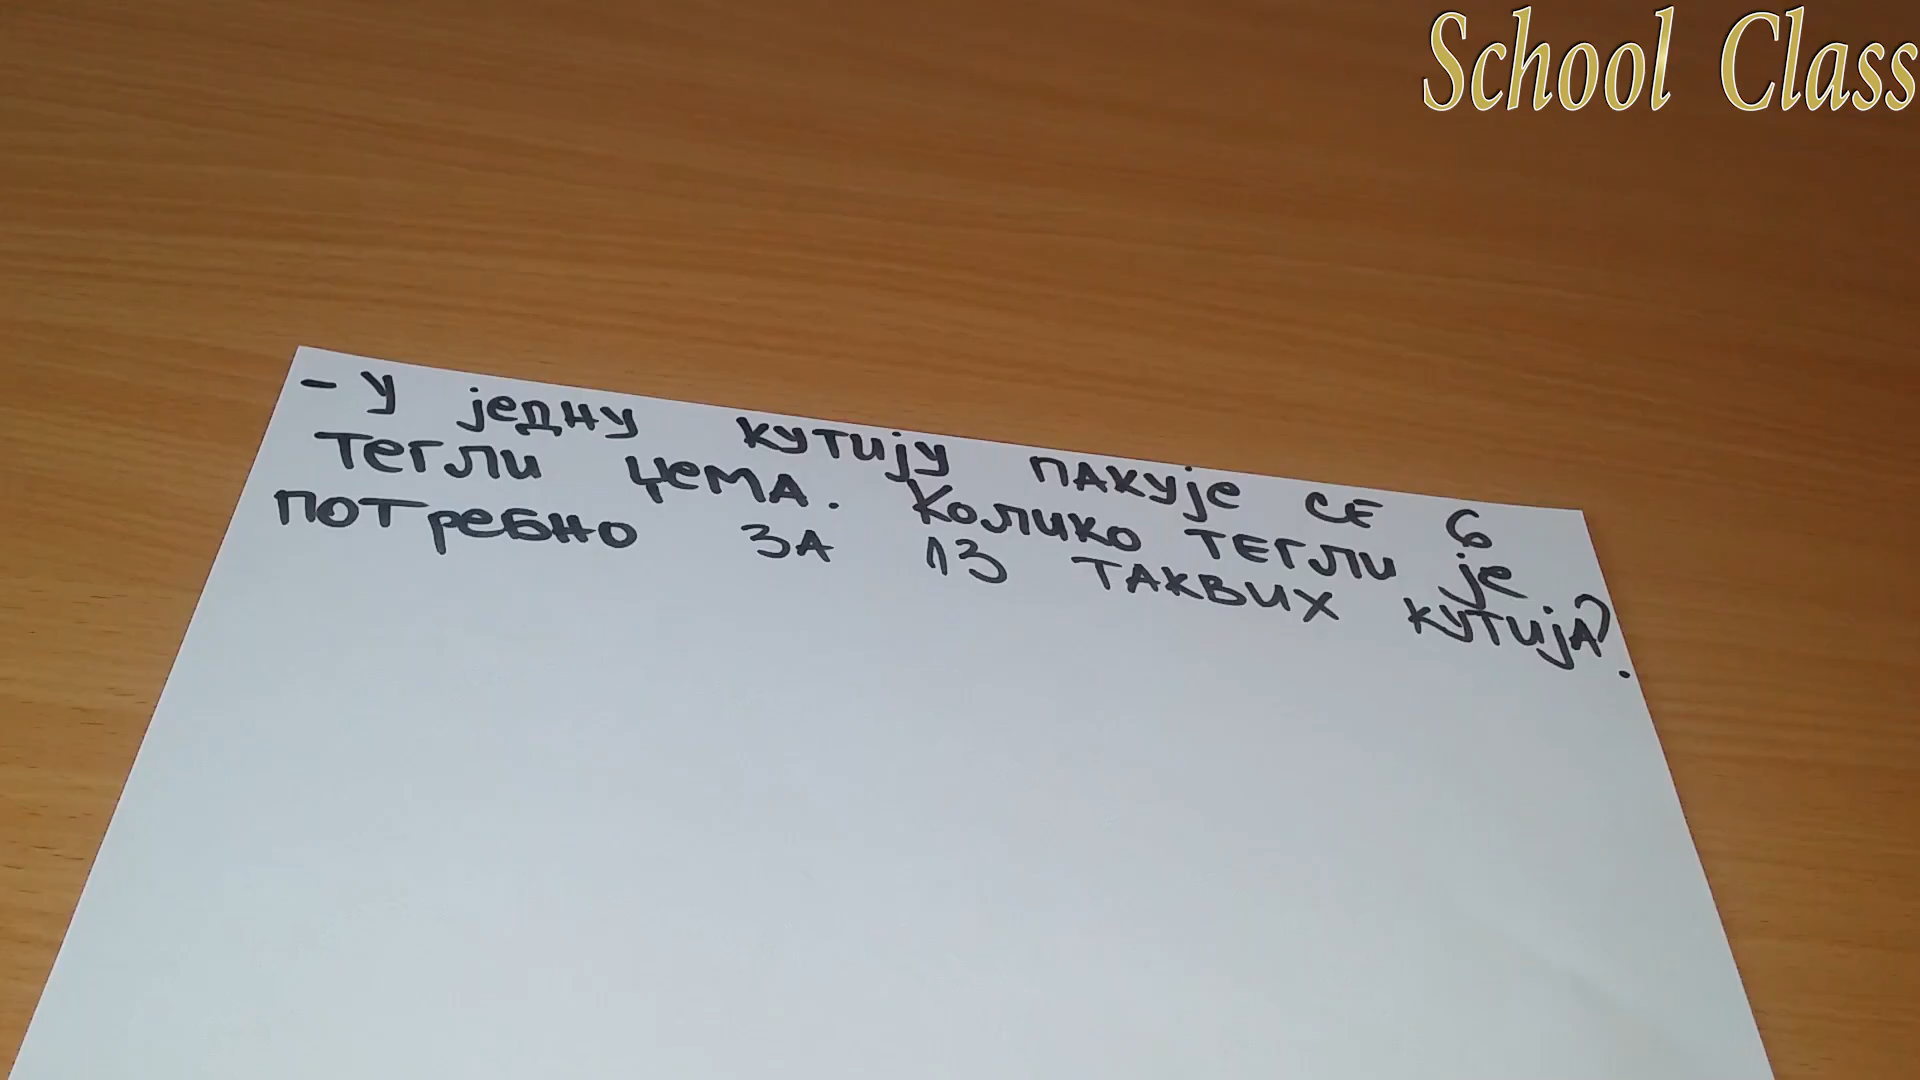 School Class
- У једну кутију пакује се 6
тегли џема. Колико тегли је
потребно за 13 таквих кутија?